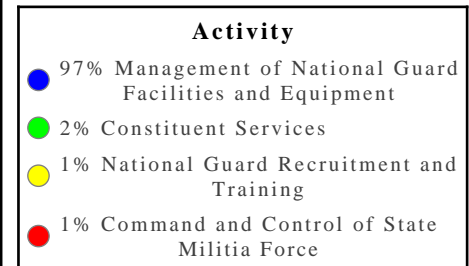 Activity
97% Management of National Guard
Facilities and Equipment
2% Constituent Services
1% National Guard Recruitment and
Training
1% Command and Control of State
Militia Force